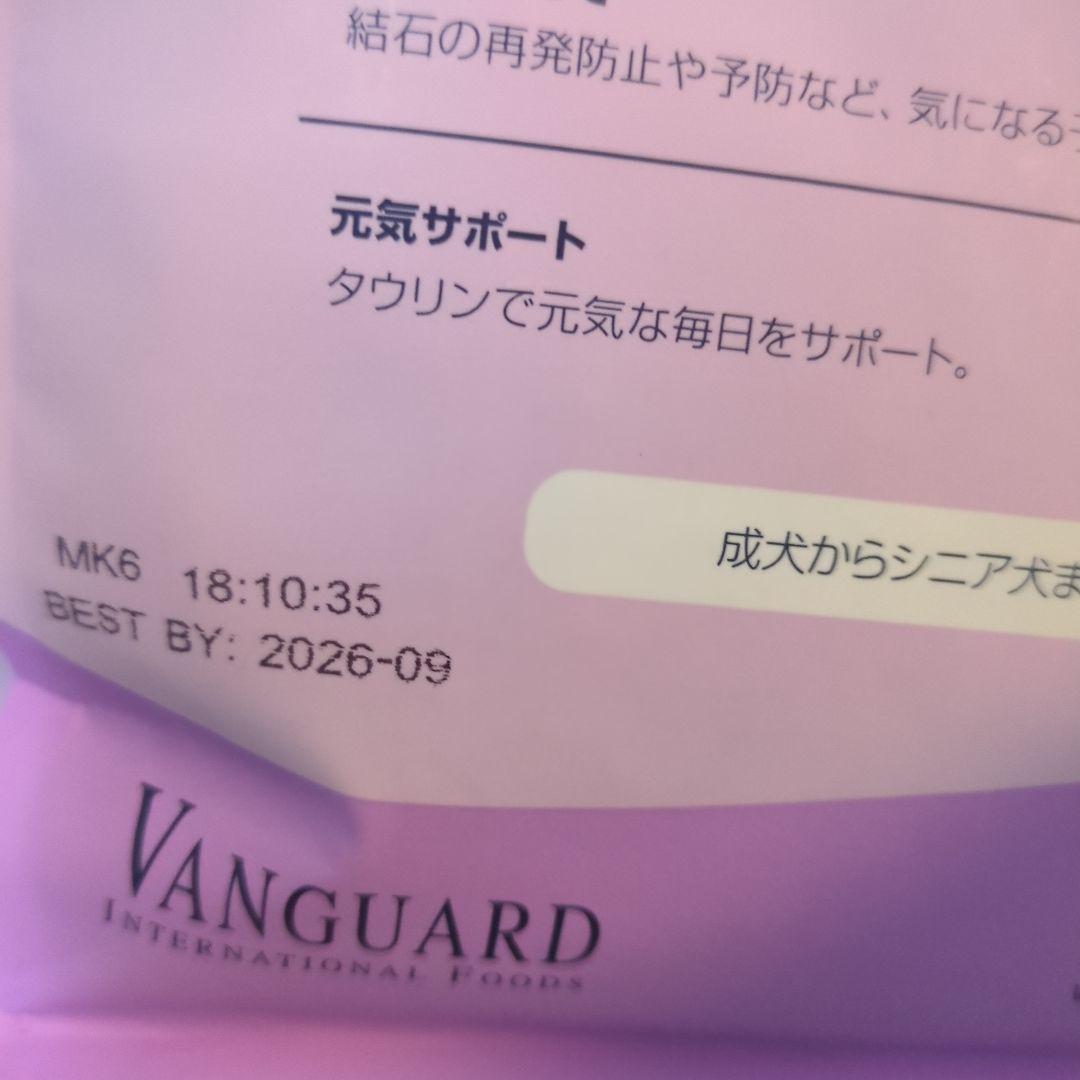 結石の再発防止や予防など、気になる
元気サポート
タウリンで元気な毎日をサポート。
成犬からシニア犬ま
MK6 18:10:35
BEST BY: 2026-09
VANGUARD
INTERNATIONAL FOODS